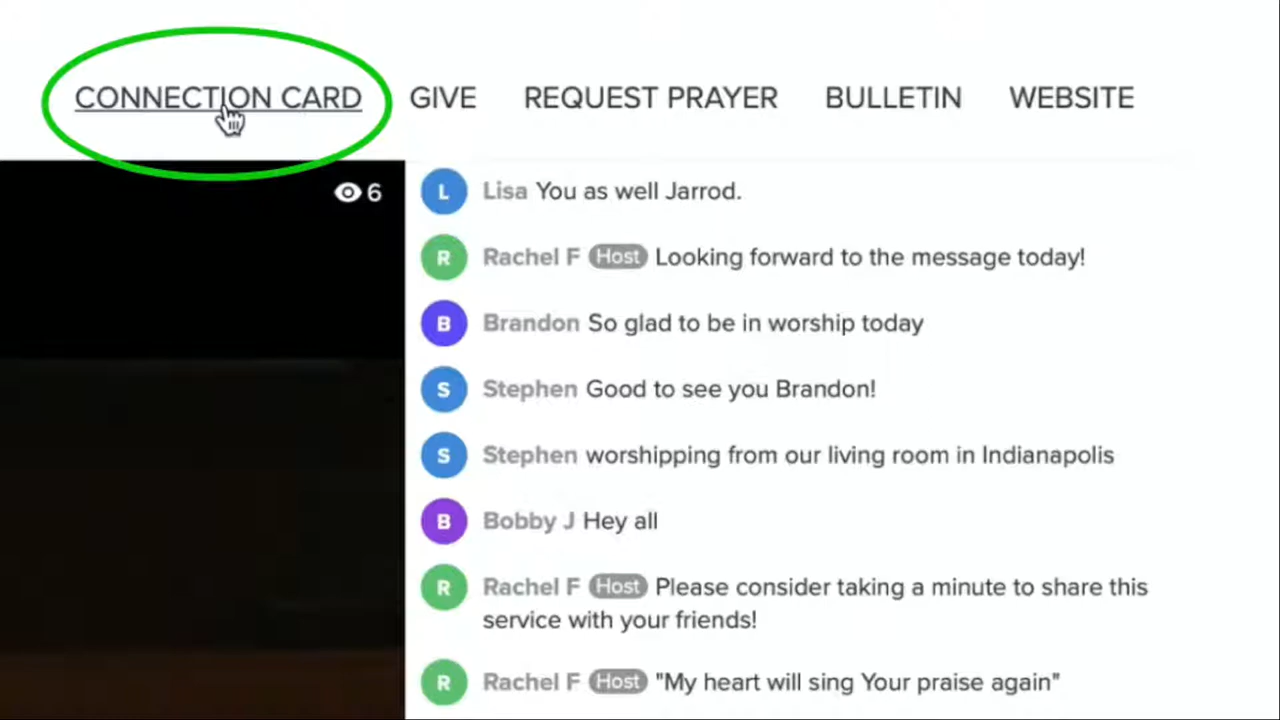 CONNECTION CARD GIVE REQUEST PRAYER BULLETIN WEBSITE
6
L Lisa You as well Jarrod.
R Rachel F Host Looking forward to the message today!
B Brandon So glad to be in worship today
S Stephen Good to see you Brandon!
S Stephen worshipping from our living room in Indianapolis
B Bobby J Hey all
R Rachel F Host Please consider taking a minute to share this
service with your friends!
R Rachel F Host "My heart will sing Your praise again"